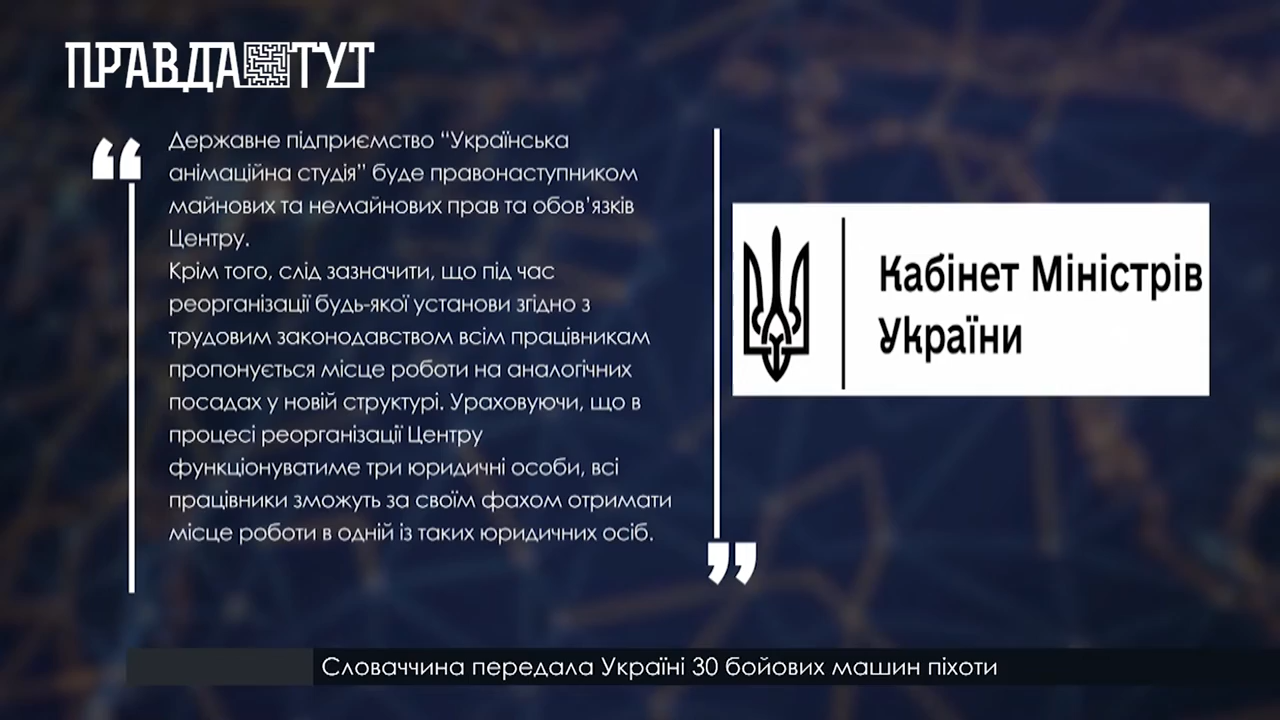 ПРАВДА ТУТ
Державне підприємство “Українська
анімаційна студія” буде правонаступником
майнових та немайнових прав та обов’язків
Центру.
Крім того, слід зазначити, що під час
реорганізації будь-якої установи згідно з
трудовим законодавством всім працівникам
пропонується місце роботи на аналогічних
посадах у новій структурі. Ураховуючи, що в
процесі реорганізації Центру
функціонуватиме три юридичні особи, всі
працівники зможуть за своїм фахом отримати
місце роботи в одній із таких юридичних осіб.
Кабінет Міністрів
України
Словаччина передала Україні 30 бойових машин піхоти